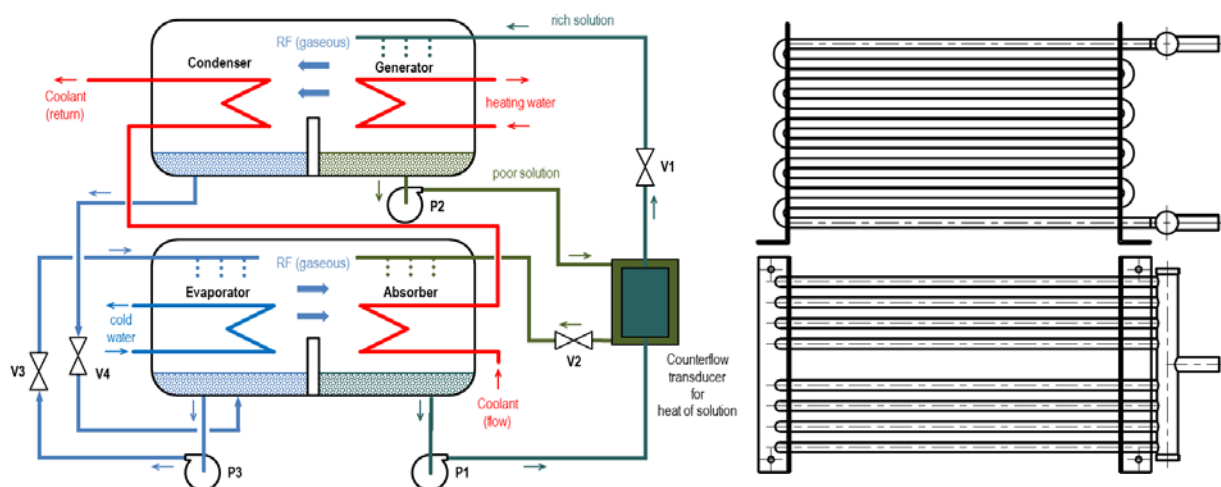 rich solution
RF (gaseous)
Condenser
Generator
Coolant
(return)
heating water
V1
poor solution
P2
RF (gaseous)
Evaporator
Absorber
cold
water
V3
V4
V2
Counterflow
transducer
for
heat of solution
Coolant
(flow)
P3
P1